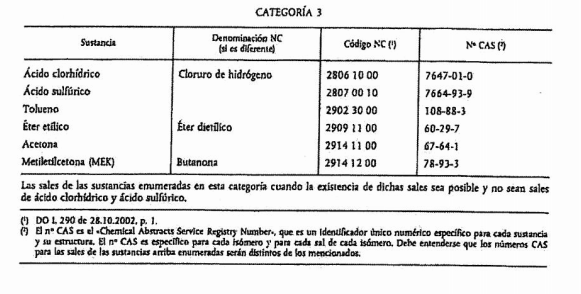 CATEGORÍA 3
Sustancia Denominación NC (si es diferente) Código NC (¹) Nº CAS (²)
Ácido clorhídrico Cloruro de hidrógeno 2806 10 00 7647-01-0
Ácido sulfúrico 2807 00 10 7664-93-9
Tolueno 2902 30 00 108-88-3
Éter etílico Éter dietílico 2909 11 00 60-29-7
Acetona 2914 11 00 67-64-1
Metiletilcetona (MEK) Butanona 2914 12 00 78-93-3
Las sales de las sustancias enumeradas en esta categoría cuando la existencia de dichas sales sea posible y no sean sales
de ácido clorhídrico y ácido sulfúrico.
(¹) DO L 290 de 28.10.2002, p. 1.
(²) El nº CAS es el «Chemical Abstracts Service Registry Number», que es un identificador único numérico específico para cada sustancia
y su estructura. El nº CAS es específico para cada isómero y para cada sal de cada isómero. Debe entenderse que los números CAS
para las sales de las sustancias arriba enumeradas serán distintos de los mencionados.